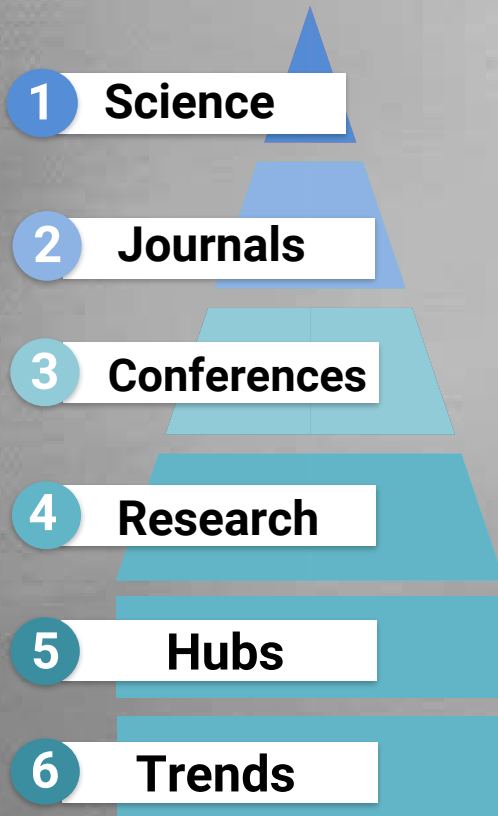 1 Science
2 Journals
3 Conferences
4 Research
5 Hubs
6 Trends